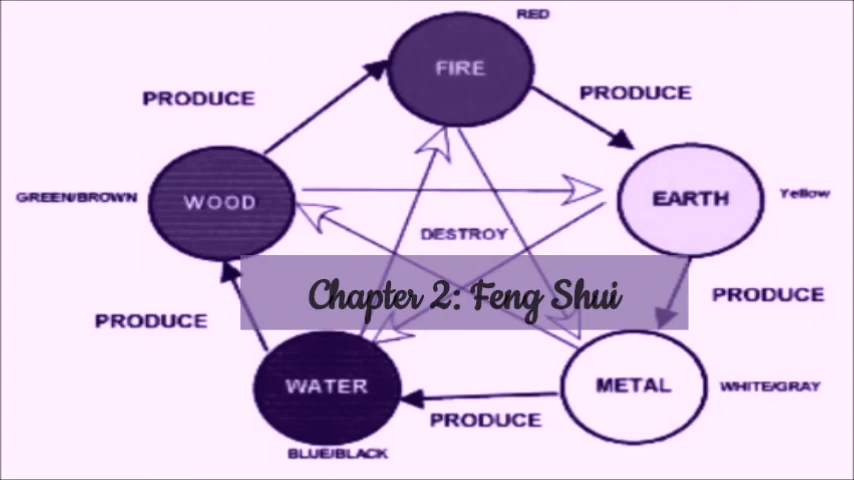 RED
FIRE
PRODUCE
PRODUCE
GREEN/BROWN
WOOD
EARTH
Yellow
DESTROY
Chapter 2: Feng Shui
PRODUCE
PRODUCE
WATER
METAL
WHITE/GRAY
PRODUCE
BLUE/BLACK